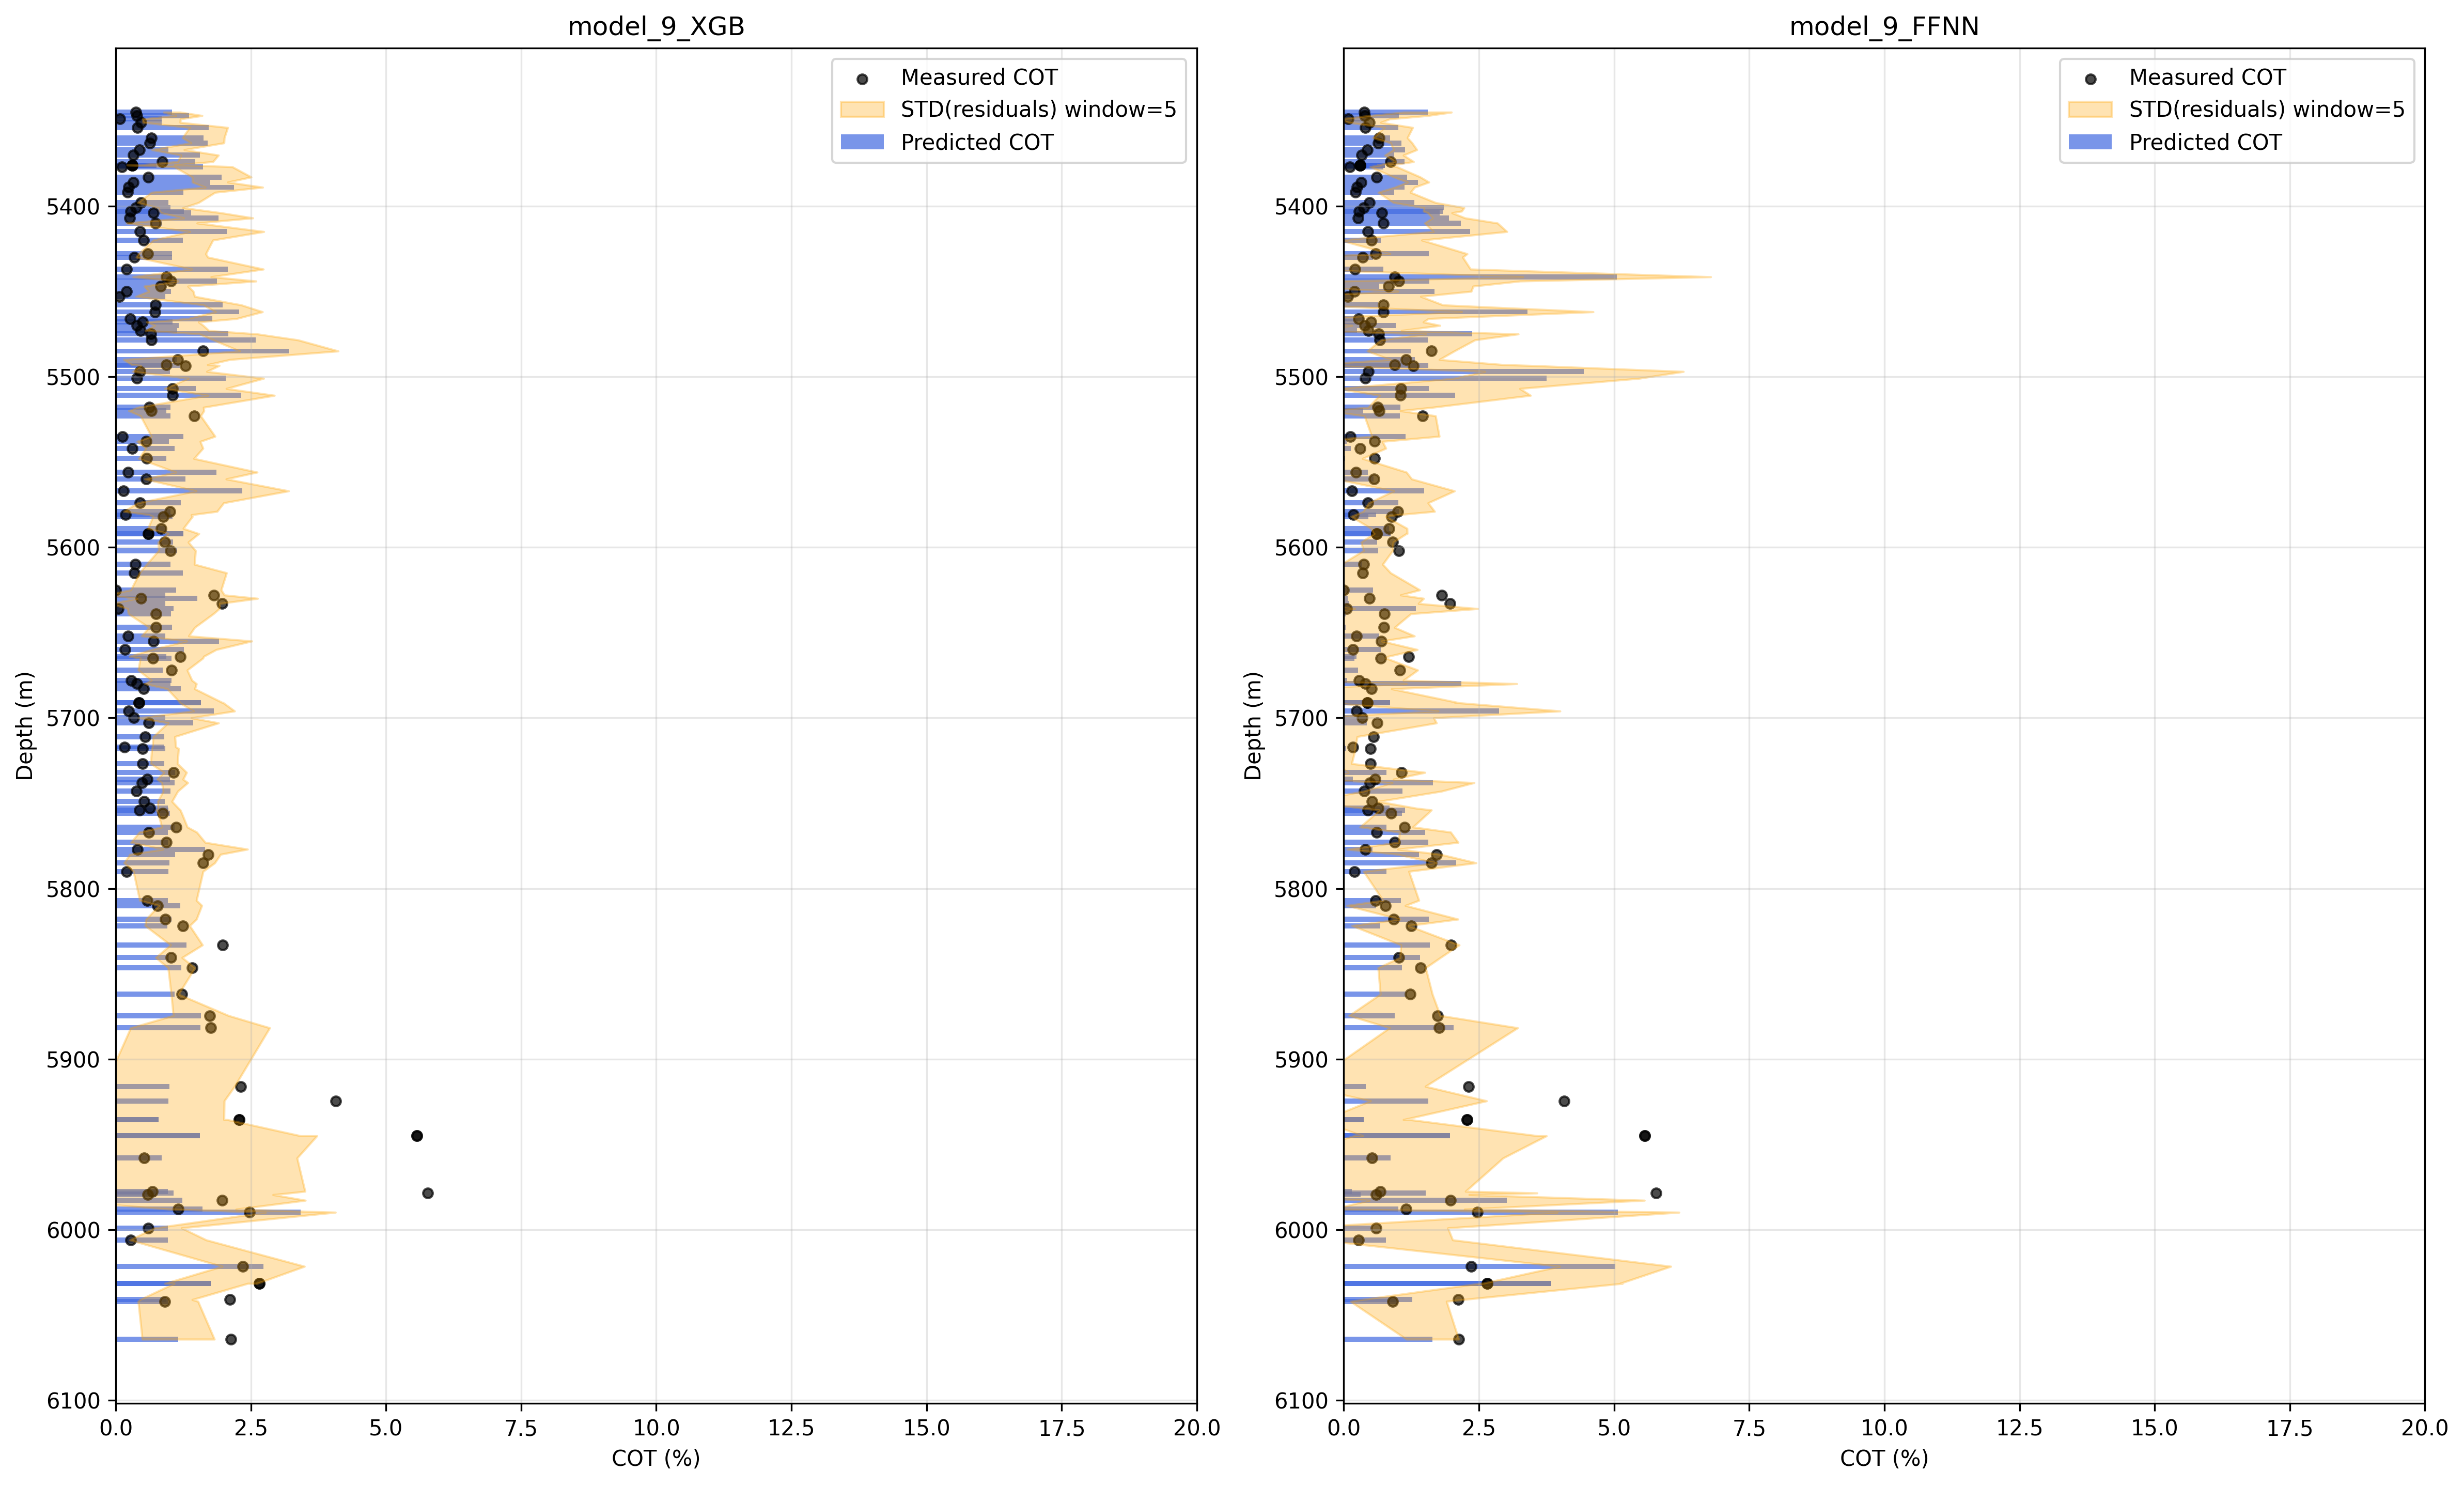 model_9_XGB
Measured COT
STD(residuals) window=5
Predicted COT
Depth (m)
5400
5500
5600
5700
5800
5900
6000
6100
0.0 2.5 5.0 7.5 10.0 12.5 15.0 17.5 20.0
COT (%)
model_9_FFNN
Measured COT
STD(residuals) window=5
Predicted COT
Depth (m)
5400
5500
5600
5700
5800
5900
6000
6100
0.0 2.5 5.0 7.5 10.0 12.5 15.0 17.5 20.0
COT (%)